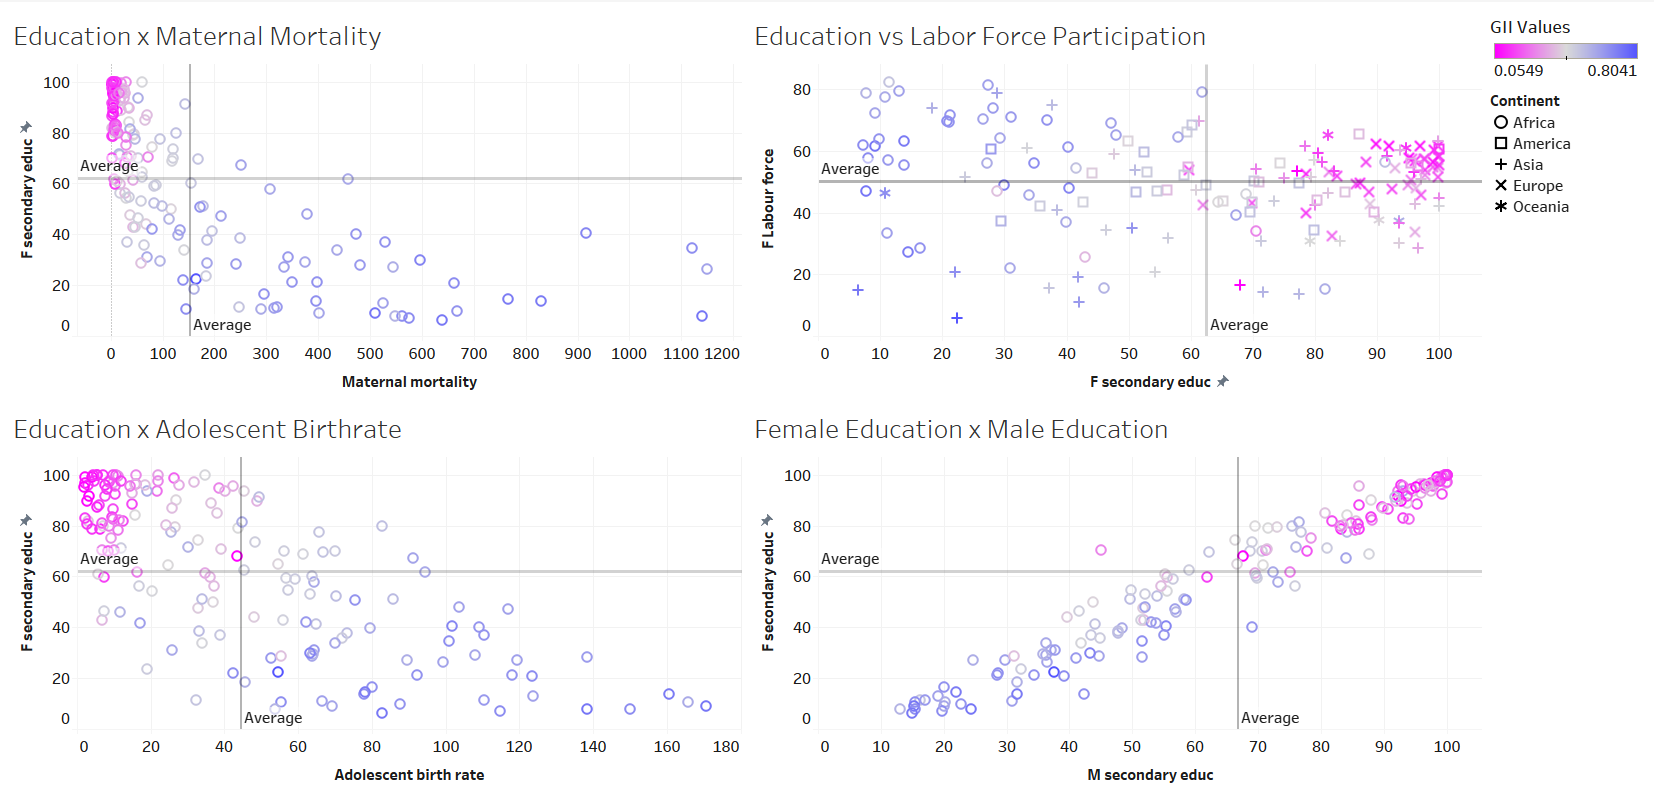 Education x Maternal Mortality
F secondary educ
100
80
60
40
20
0
Average
Average
0 100 200 300 400 500 600 700 800 900 1000 1100 1200
Maternal mortality
Education vs Labor Force Participation
F Labour force
80
60
40
20
0
Average
Average
0 10 20 30 40 50 60 70 80 90 100
F secondary educ
GII Values
0.0549 0.8041
Continent
Africa
America
Asia
Europe
Oceania
Education x Adolescent Birthrate
F secondary educ
100
80
60
40
20
0
Average
Average
0 20 40 60 80 100 120 140 160 180
Adolescent birth rate
Female Education x Male Education
F secondary educ
100
80
60
40
20
0
Average
Average
0 10 20 30 40 50 60 70 80 90 100
M secondary educ